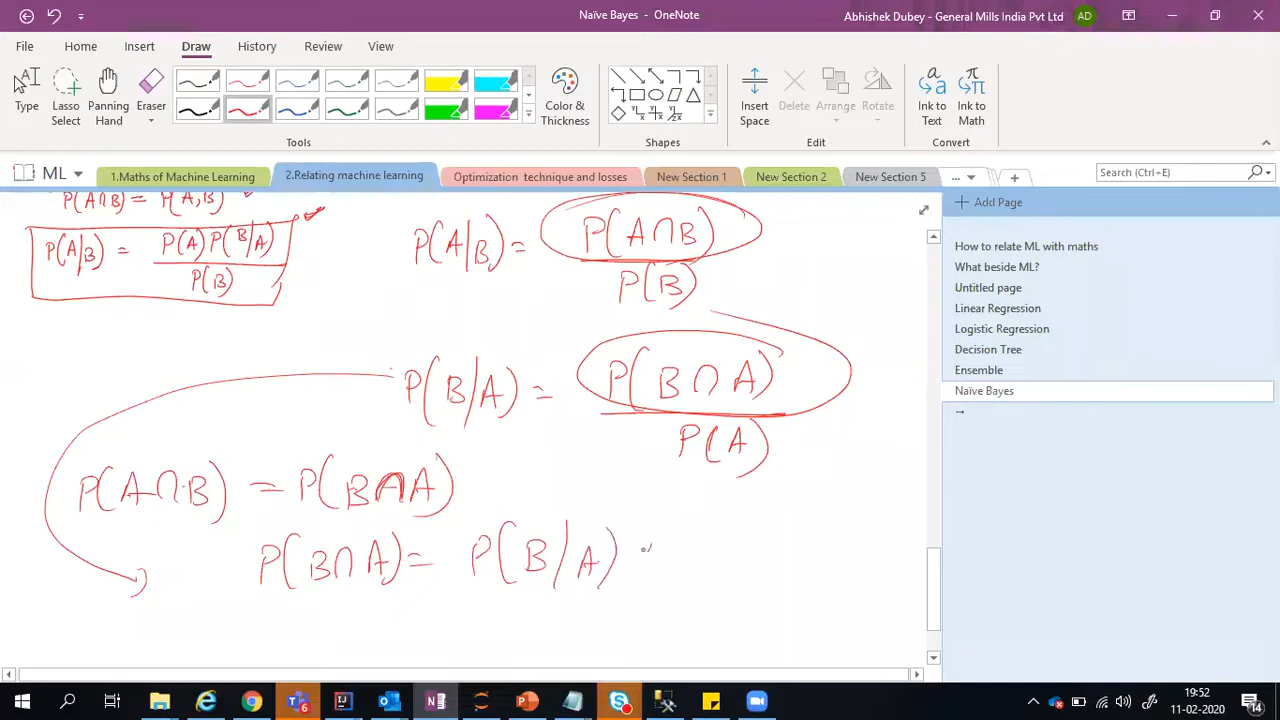 Naïve Bayes - OneNote
Abhishek Dubey - General Mills India Pvt Ltd AD
File Home Insert Draw History Review View
Type Lasso Select Panning Hand Eraser Color & Thickness Insert Space Delete Arrange Rotate Ink to Text Ink to Math
Tools Shapes Edit Convert
ML 1.Maths of Machine Learning 2.Relating machine learning Optimization technique and losses New Section 1 New Section 2 New Section 5 ... Search (Ctrl+E)
Add Page
How to relate ML with maths
What beside ML?
Untitled page
Linear Regression
Logistic Regression
Decision Tree
Ensemble
Naïve Bayes
P(A∩B) = P(A,B)
P(A|B) = P(A) P(B/A)
P(B)
P(A|B) = P(A∩B)
P(B)
P(B/A) = P(B∩A)
P(A)
P(A∩B) = P(B∩A)
P(B∩A) = P(B/A)
19:52
11-02-2020
6
14